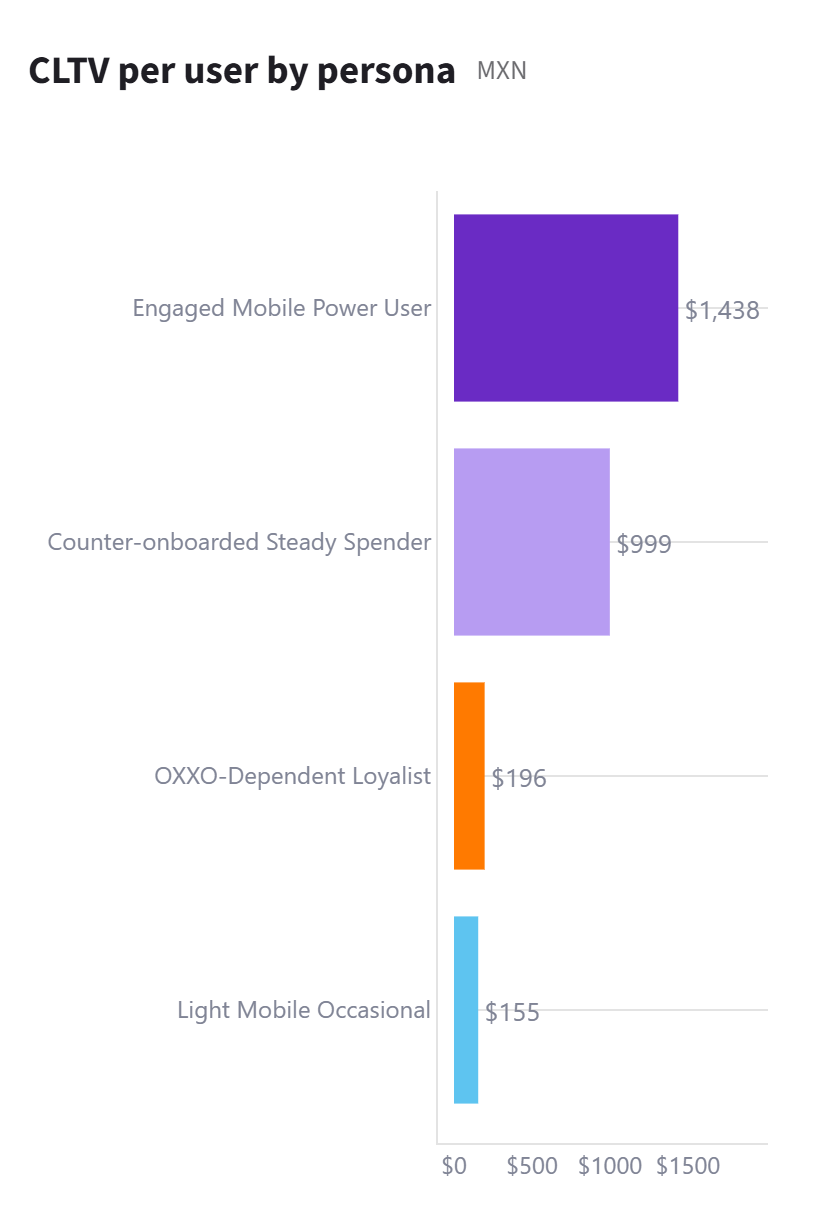 CLTV per user by persona MXN
Engaged Mobile Power User $1,438
Counter-onboarded Steady Spender $999
OXXO-Dependent Loyalist $196
Light Mobile Occasional $155
$0 $500 $1000 $1500